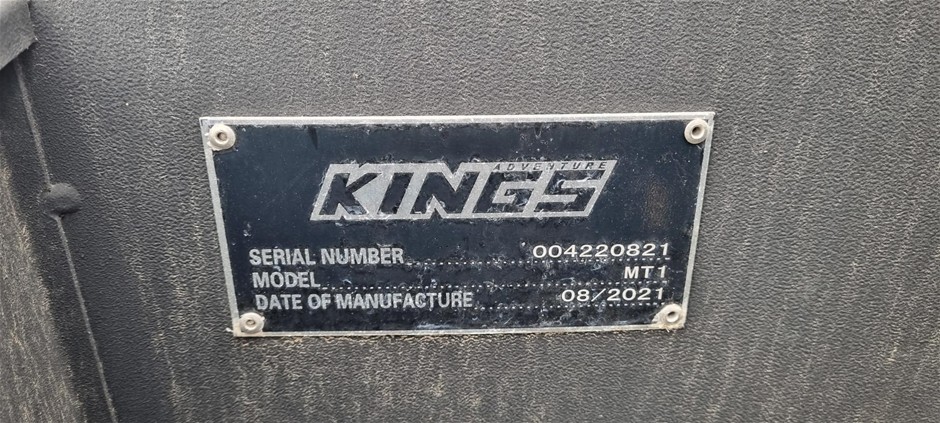 ADVENTURE
KINGS
SERIAL NUMBER 004220821
MODEL MT1
DATE OF MANUFACTURE 08/2021